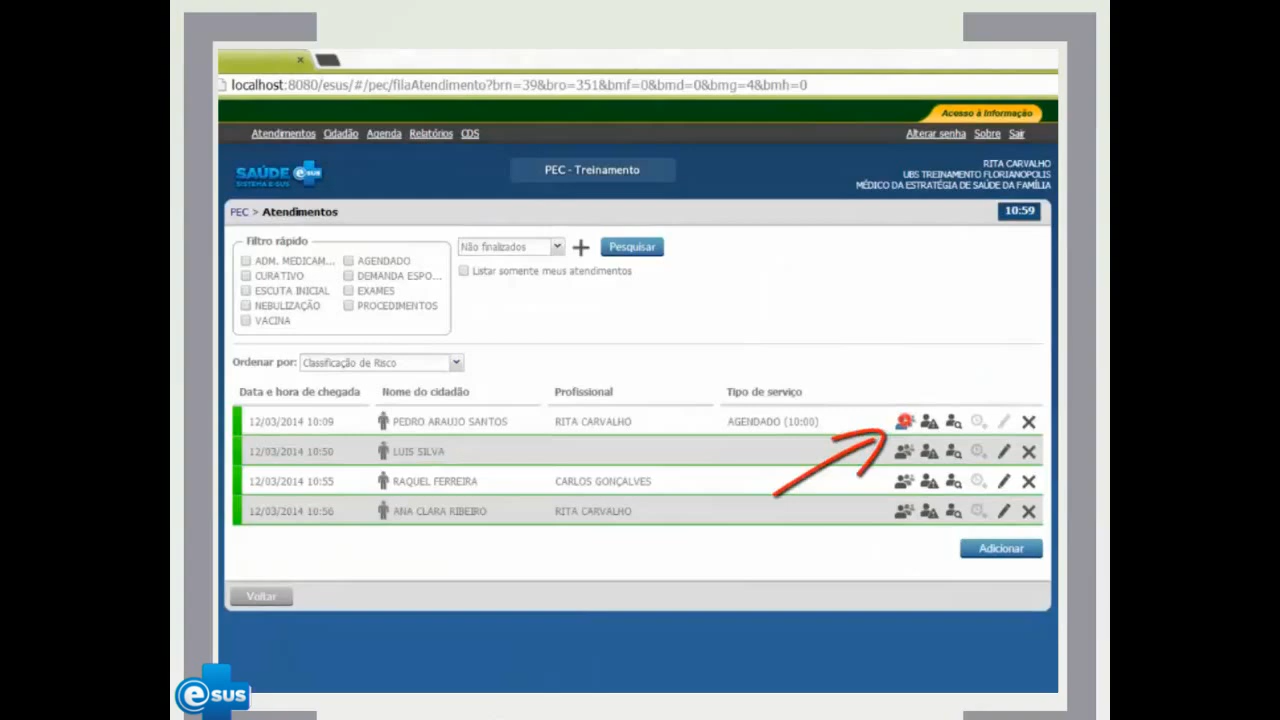 localhost:8080/esus/#/pec/filaAtendimento?brn=39&bro=351&bmf=0&bmd=0&bmg=4&bmh=0
Acesso à Informação
Atendimentos Cidadão Agenda Relatórios CDS Alterar senha Sobre Sair
SAÚDE e SUS
SISTEMA E-SUS
PEC - Treinamento
RITA CARVALHO
UBS TREINAMENTO FLORIANOPOLIS
MÉDICO DA ESTRATÉGIA DE SAÚDE DA FAMÍLIA
PEC > Atendimentos 10:59
Filtro rápido
ADM. MEDICAM... AGENDADO
CURATIVO DEMANDA ESPO...
ESCUTA INICIAL EXAMES
NEBULIZAÇÃO PROCEDIMENTOS
VACINA
Não finalizados Pesquisar
Listar somente meus atendimentos
Ordenar por: Classificação de Risco
Data e hora de chegada Nome do cidadão Profissional Tipo de serviço
12/03/2014 10:09 PEDRO ARAUJO SANTOS RITA CARVALHO AGENDADO (10:00)
12/03/2014 10:50 LUIS SILVA
12/03/2014 10:55 RAQUEL FERREIRA CARLOS GONÇALVES
12/03/2014 10:56 ANA CLARA RIBEIRO RITA CARVALHO
Adicionar
Voltar
e SUS